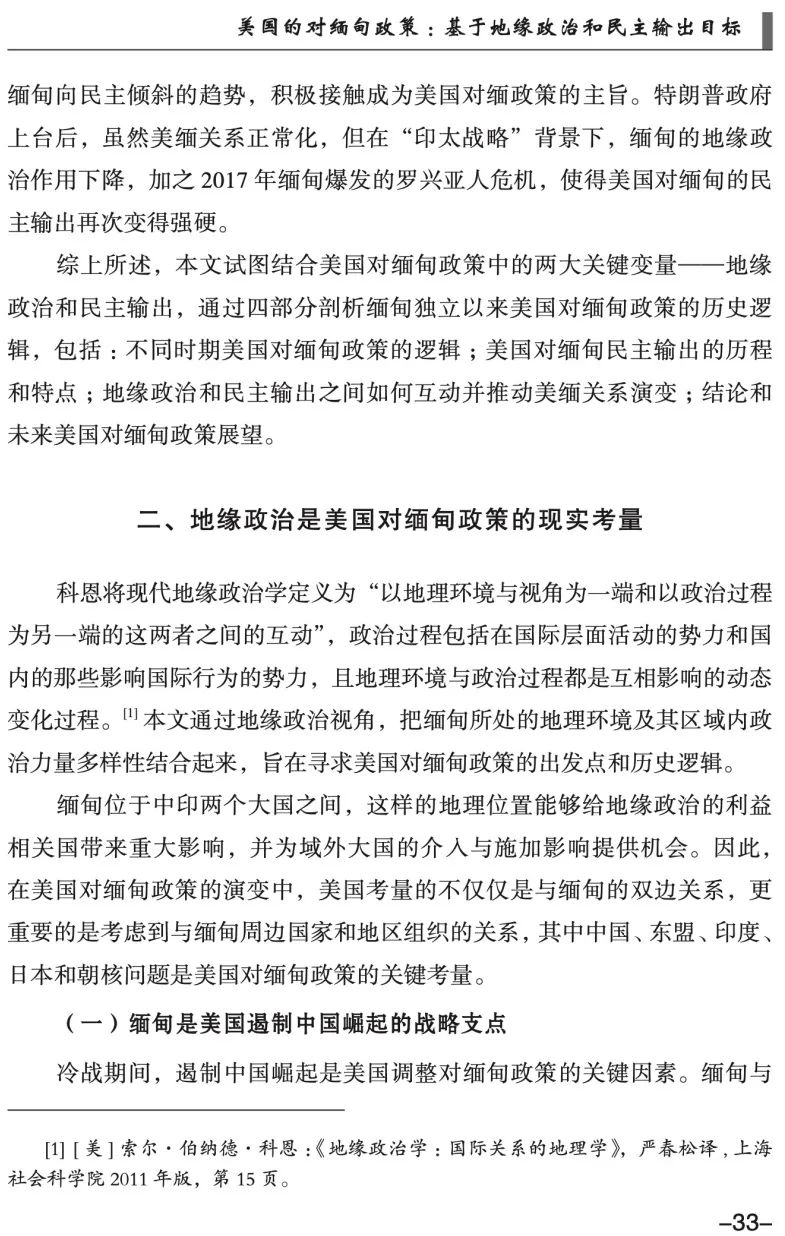 美国的对缅甸政策：基于地缘政治和民主输出目标
缅甸向民主倾斜的趋势，积极接触成为美国对缅政策的主旨。特朗普政府
上台后，虽然美缅关系正常化，但在“印太战略”背景下，缅甸的地缘政
治作用下降，加之 2017 年缅甸爆发的罗兴亚人危机，使得美国对缅甸的民
主输出再次变得强硬。
综上所述，本文试图结合美国对缅甸政策中的两大关键变量——地缘
政治和民主输出，通过四部分剖析缅甸独立以来美国对缅甸政策的历史逻
辑，包括：不同时期美国对缅甸政策的逻辑；美国对缅甸民主输出的历程
和特点；地缘政治和民主输出之间如何互动并推动美缅关系演变；结论和
未来美国对缅甸政策展望。
二、地缘政治是美国对缅甸政策的现实考量
科恩将现代地缘政治学定义为“以地理环境与视角为一端和以政治过程
为另一端的这两者之间的互动”，政治过程包括在国际层面活动的势力和国
内的那些影响国际行为的势力，且地理环境与政治过程都是互相影响的动态
变化过程。[1] 本文通过地缘政治视角，把缅甸所处的地理环境及其区域内政
治力量多样性结合起来，旨在寻求美国对缅甸政策的出发点和历史逻辑。
缅甸位于中印两个大国之间，这样的地理位置能够给地缘政治的利益
相关国带来重大影响，并为域外大国的介入与施加影响提供机会。因此，
在美国对缅甸政策的演变中，美国考量的不仅仅是与缅甸的双边关系，更
重要的是考虑到与缅甸周边国家和地区组织的关系，其中中国、东盟、印度、
日本和朝核问题是美国对缅甸政策的关键考量。
（一）缅甸是美国遏制中国崛起的战略支点
冷战期间，遏制中国崛起是美国调整对缅甸政策的关键因素。缅甸与
[1] [ 美 ] 索尔·伯纳德·科恩：《地缘政治学：国际关系的地理学》，严春松译，上海
社会科学院 2011 年版，第 15 页。
–33–